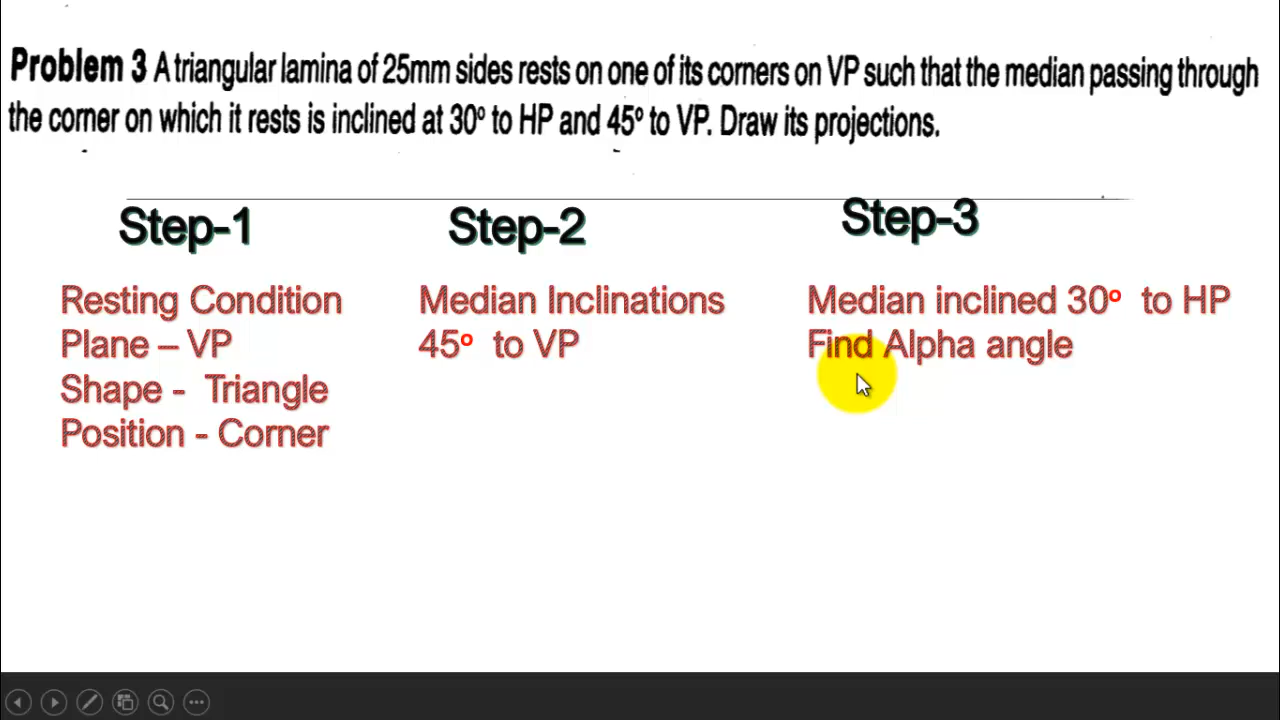 Problem 3 A triangular lamina of 25mm sides rests on one of its corners on VP such that the median passing through
the corner on which it rests is inclined at 30º to HP and 45º to VP. Draw its projections.
Step-1
Resting Condition
Plane – VP
Shape -  Triangle
Position - Corner
Step-2
Median Inclinations
45º  to VP
Step-3
Median inclined 30º  to HP
Find Alpha angle